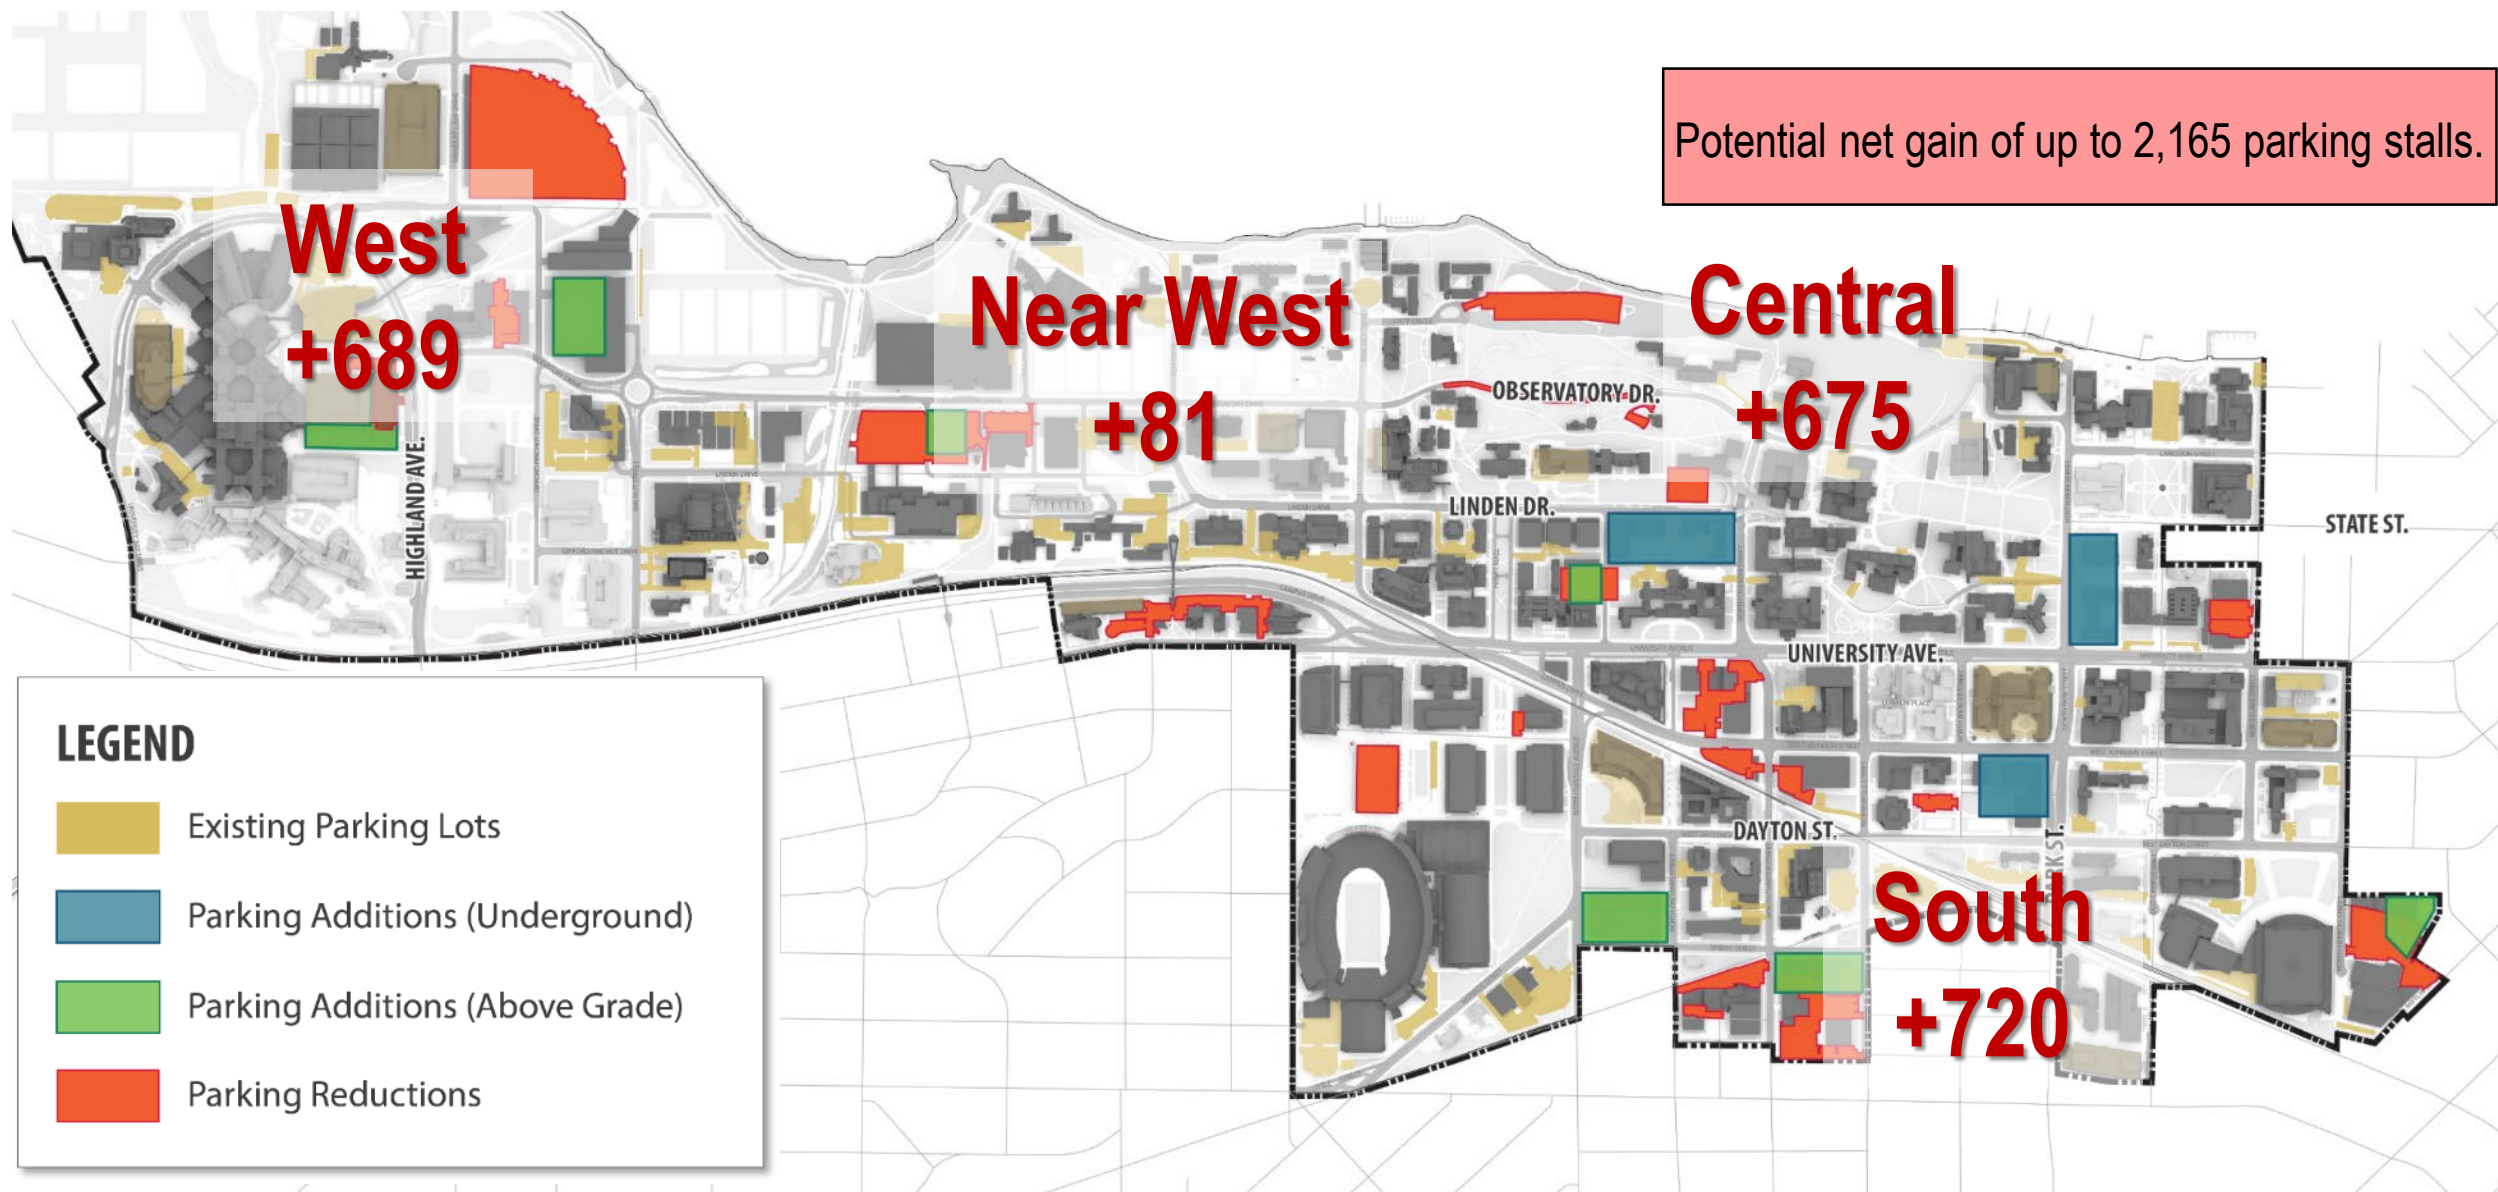 Potential net gain of up to 2,165 parking stalls.
West
+689
Near West
+81
Central
+675
OBSERVATORY DR.
LINDEN DR.
HIGHLAND AVE.
STATE ST.
UNIVERSITY AVE.
DAYTON ST.
PARK ST.
South
+720
LEGEND
Existing Parking Lots
Parking Additions (Underground)
Parking Additions (Above Grade)
Parking Reductions